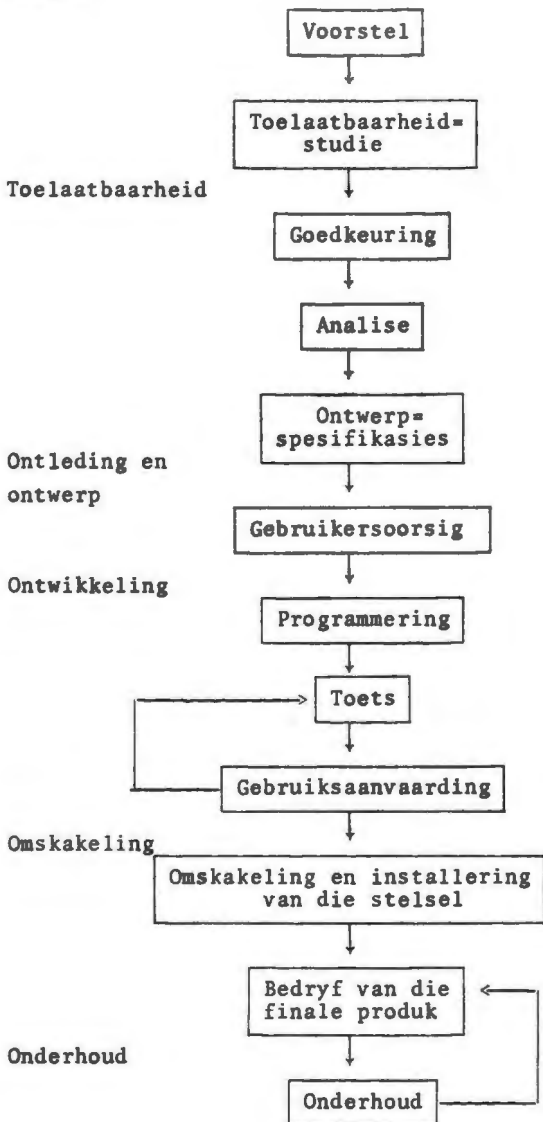 Voorstel
Toelaatbaarheid=
studie
Toelaatbaarheid
Goedkeuring
Analise
Ontwerp=
spesifikasies
Ontleding en
ontwerp
Gebruikersoorsig
Ontwikkeling
Programmering
Toets
Gebruiksaanvaarding
Omskakeling
Omskakeling en installering
van die stelsel
Bedryf van die
finale produk
Onderhoud
Onderhoud